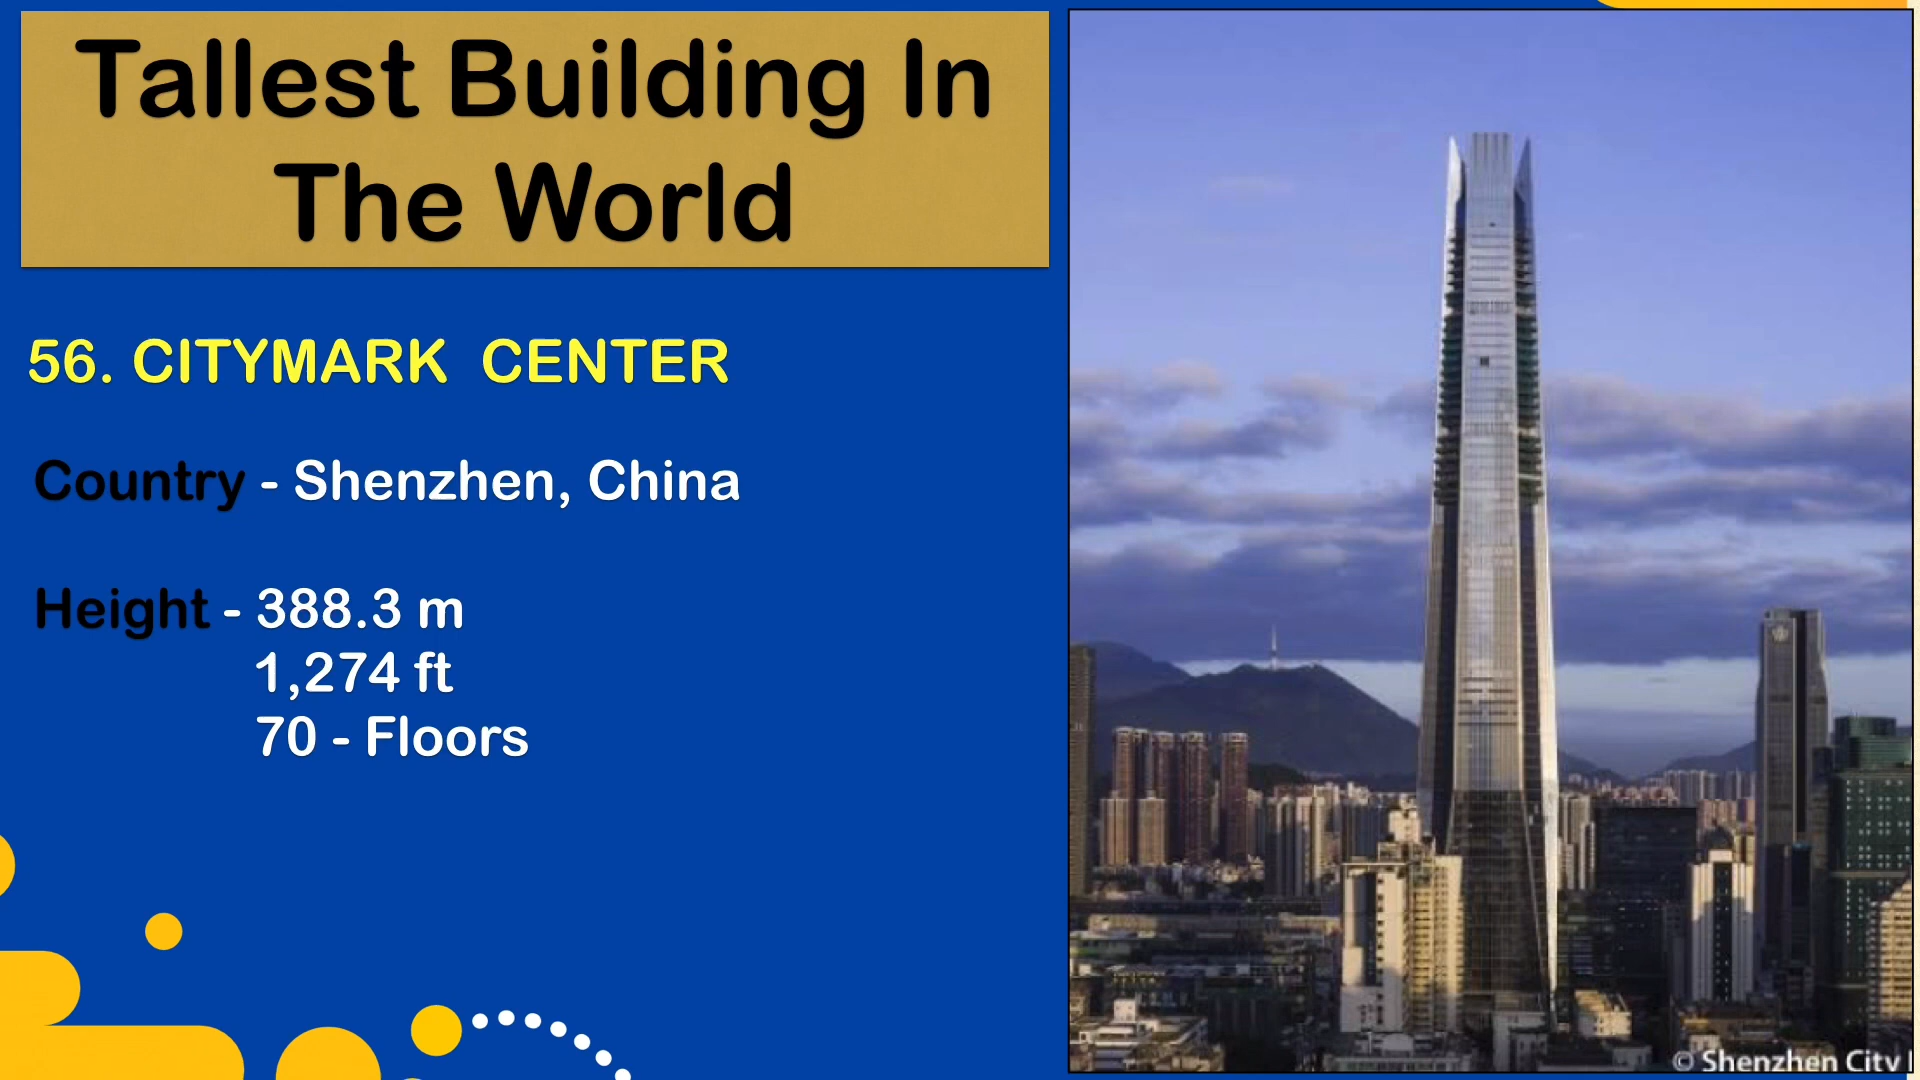 Tallest Building In
The World
56. CITYMARK CENTER
Country - Shenzhen, China
Height - 388.3 m
1,274 ft
70 - Floors
© Shenzhen City